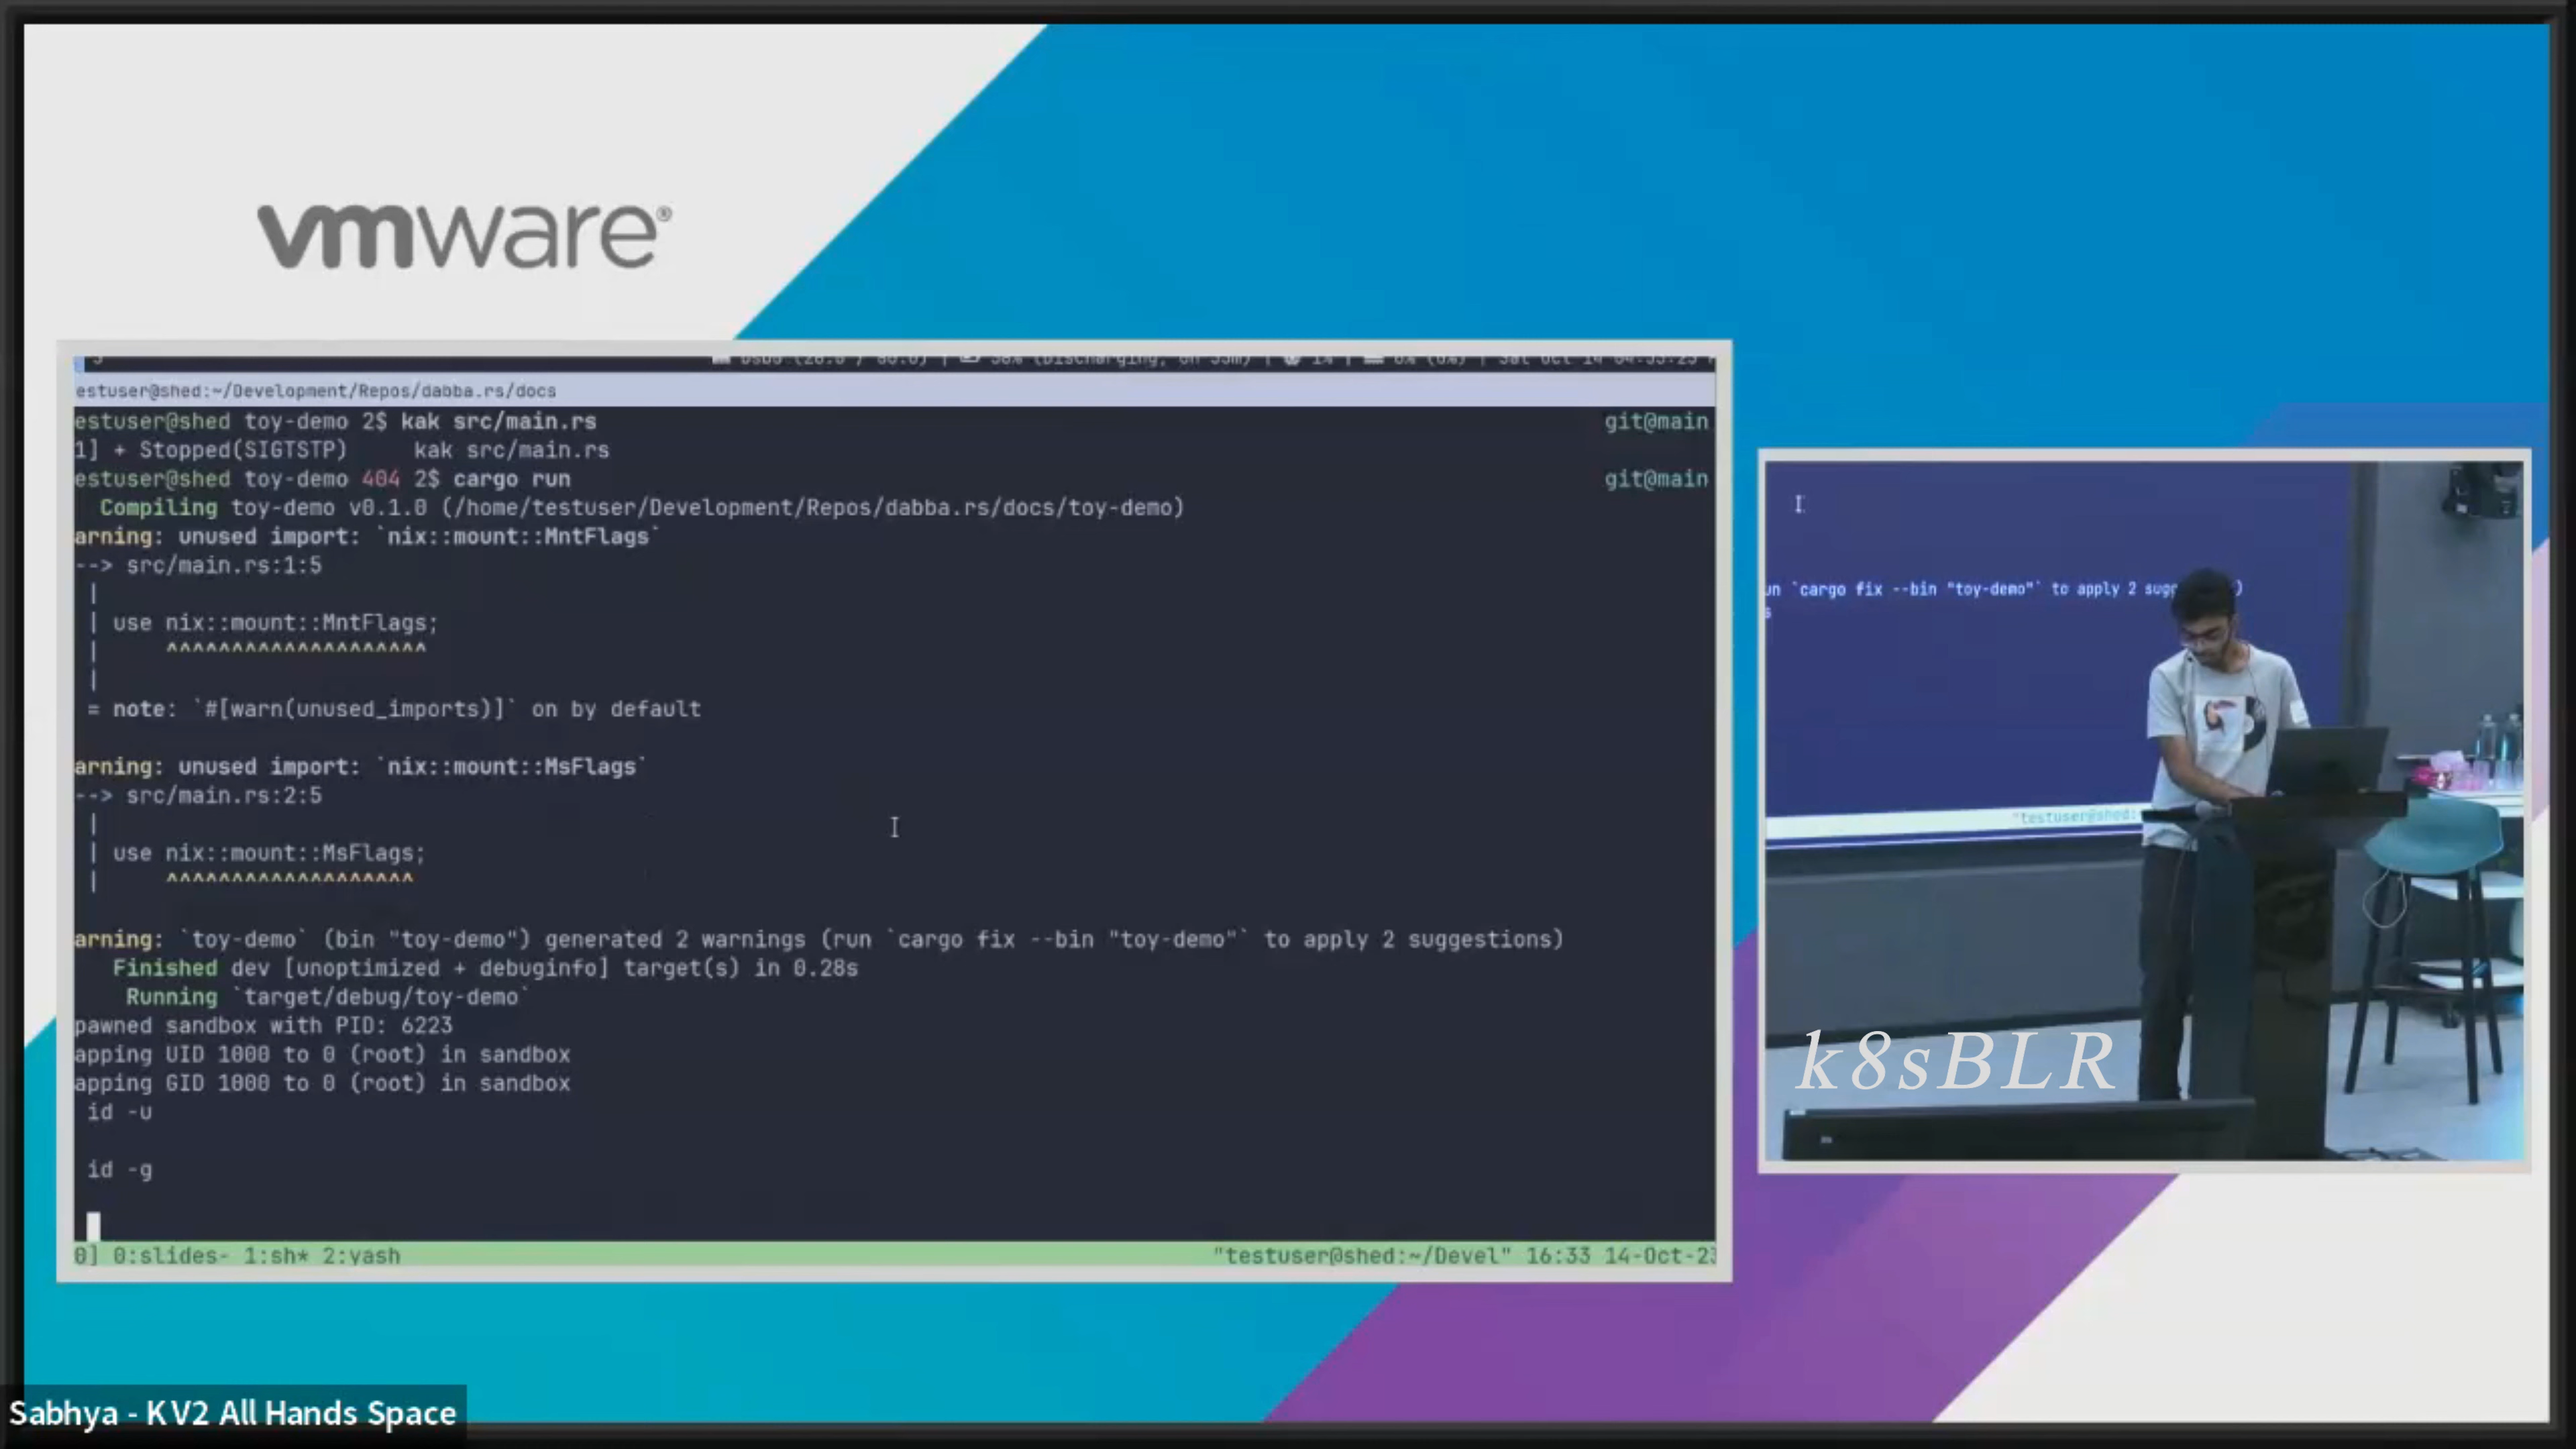 vmware®
estuser@shed:~/Development/Repos/dabba.rs/docs
estuser@shed toy-demo 2$ kak src/main.rs git@main
1] + Stopped(SIGTSTP) kak src/main.rs
estuser@shed toy-demo 404 2$ cargo run git@main
Compiling toy-demo v0.1.0 (/home/testuser/Development/Repos/dabba.rs/docs/toy-demo)
arning: unused import: `nix::mount::MntFlags`
--> src/main.rs:1:5
|
| use nix::mount::MntFlags;
| ^^^^^^^^^^^^^^^^^^^^
|
= note: `#[warn(unused_imports)]` on by default
arning: unused import: `nix::mount::MsFlags`
--> src/main.rs:2:5
|
| use nix::mount::MsFlags;
| ^^^^^^^^^^^^^^^^^^^
arning: `toy-demo` (bin "toy-demo") generated 2 warnings (run `cargo fix --bin "toy-demo"` to apply 2 suggestions)
Finished dev [unoptimized + debuginfo] target(s) in 0.28s
Running `target/debug/toy-demo`
pawned sandbox with PID: 6223
apping UID 1000 to 0 (root) in sandbox
apping GID 1000 to 0 (root) in sandbox
id -u
id -g
0] 0:slides- 1:sh* 2:yash "testuser@shed:~/Devel" 16:33 14-Oct-23
un `cargo fix --bin "toy-demo"` to apply 2 sugg )
s
"testuser@shed:
k8sBLR
Sabhya - KV2 All Hands Space